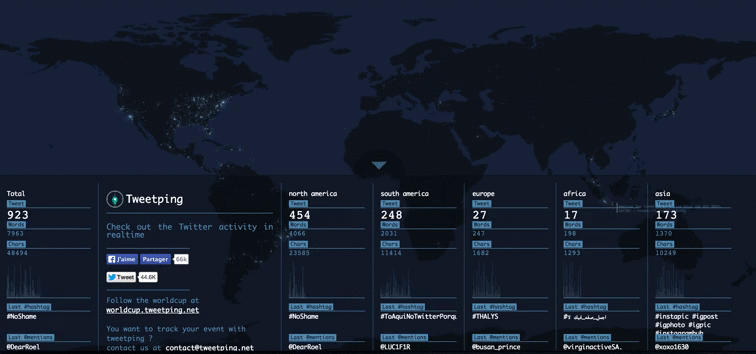 Total
Tweet
923
Words
7963
Chars
48494
Last #hashtag
#NoShame
Last @mentions
@DearRoel
Tweetping
Check out the Twitter activity in
realtime
J'aime Partager 66k
Tweet 44.6K
Follow the worldcup at
worldcup.tweetping.net
You want to track your event with
tweetping ?
contact us at contact@tweetping.net
north america
Tweet
454
Words
4066
Chars
23585
Last #hashtag
#NoShame
Last @mentions
@DearRoel
south america
Tweet
248
Words
2031
Chars
11614
Last #hashtag
#ToAquiNoTwitterPorq
Last @mentions
@LUC1F1R
europe
Tweet
27
Words
247
Chars
1682
Last #hashtag
#THALYS
Last @mentions
@busan_prince
africa
Tweet
17
Words
198
Chars
1293
Last #hashtag
Last @mentions
@virginactiveSA.
asia
Tweet
173
Words
1370
Chars
10249
Last #hashtag
#instapic #igpost
#igphoto #igic
#instagramhub
Last @mentions
@xoxo1630